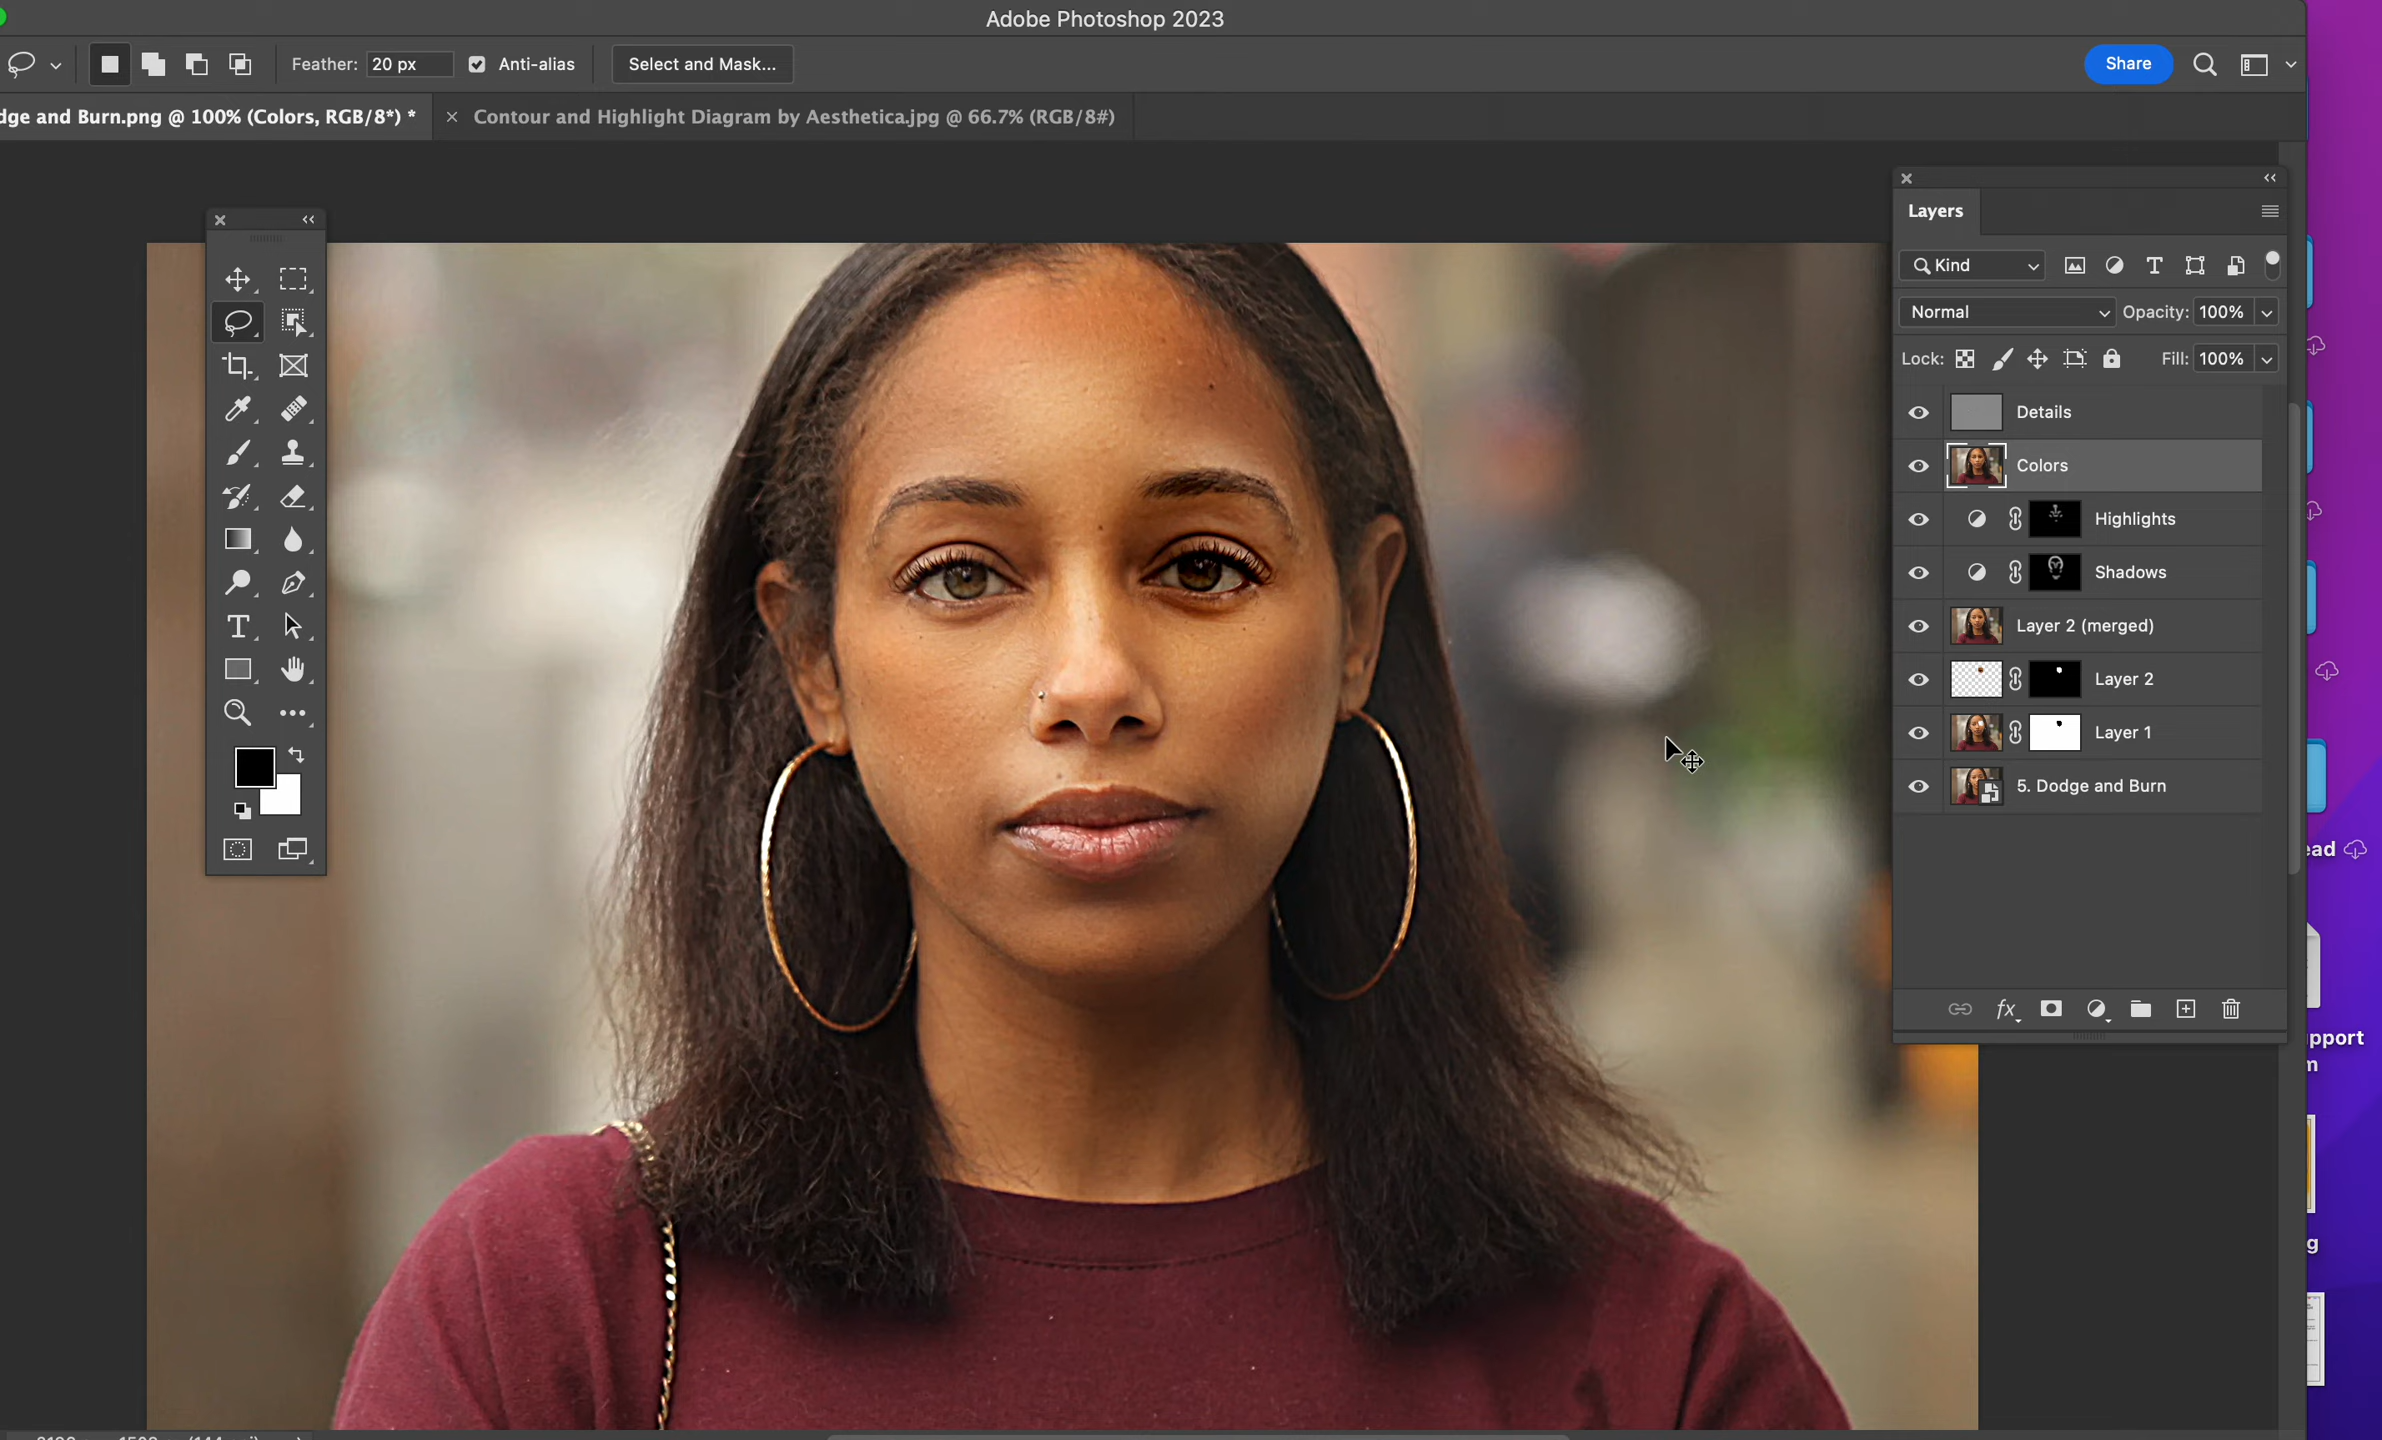 Adobe Photoshop 2023
Feather: 20 px Anti-alias Select and Mask... Share
dge and Burn.png @ 100% (Colors, RGB/8*) * × Contour and Highlight Diagram by Aesthetica.jpg @ 66.7% (RGB/8#)
Layers
Kind
Normal Opacity: 100%
Lock: Fill: 100%
Details
Colors
Highlights
Shadows
Layer 2 (merged)
Layer 2
Layer 1
5. Dodge and Burn
ead
fx
pport
m
g